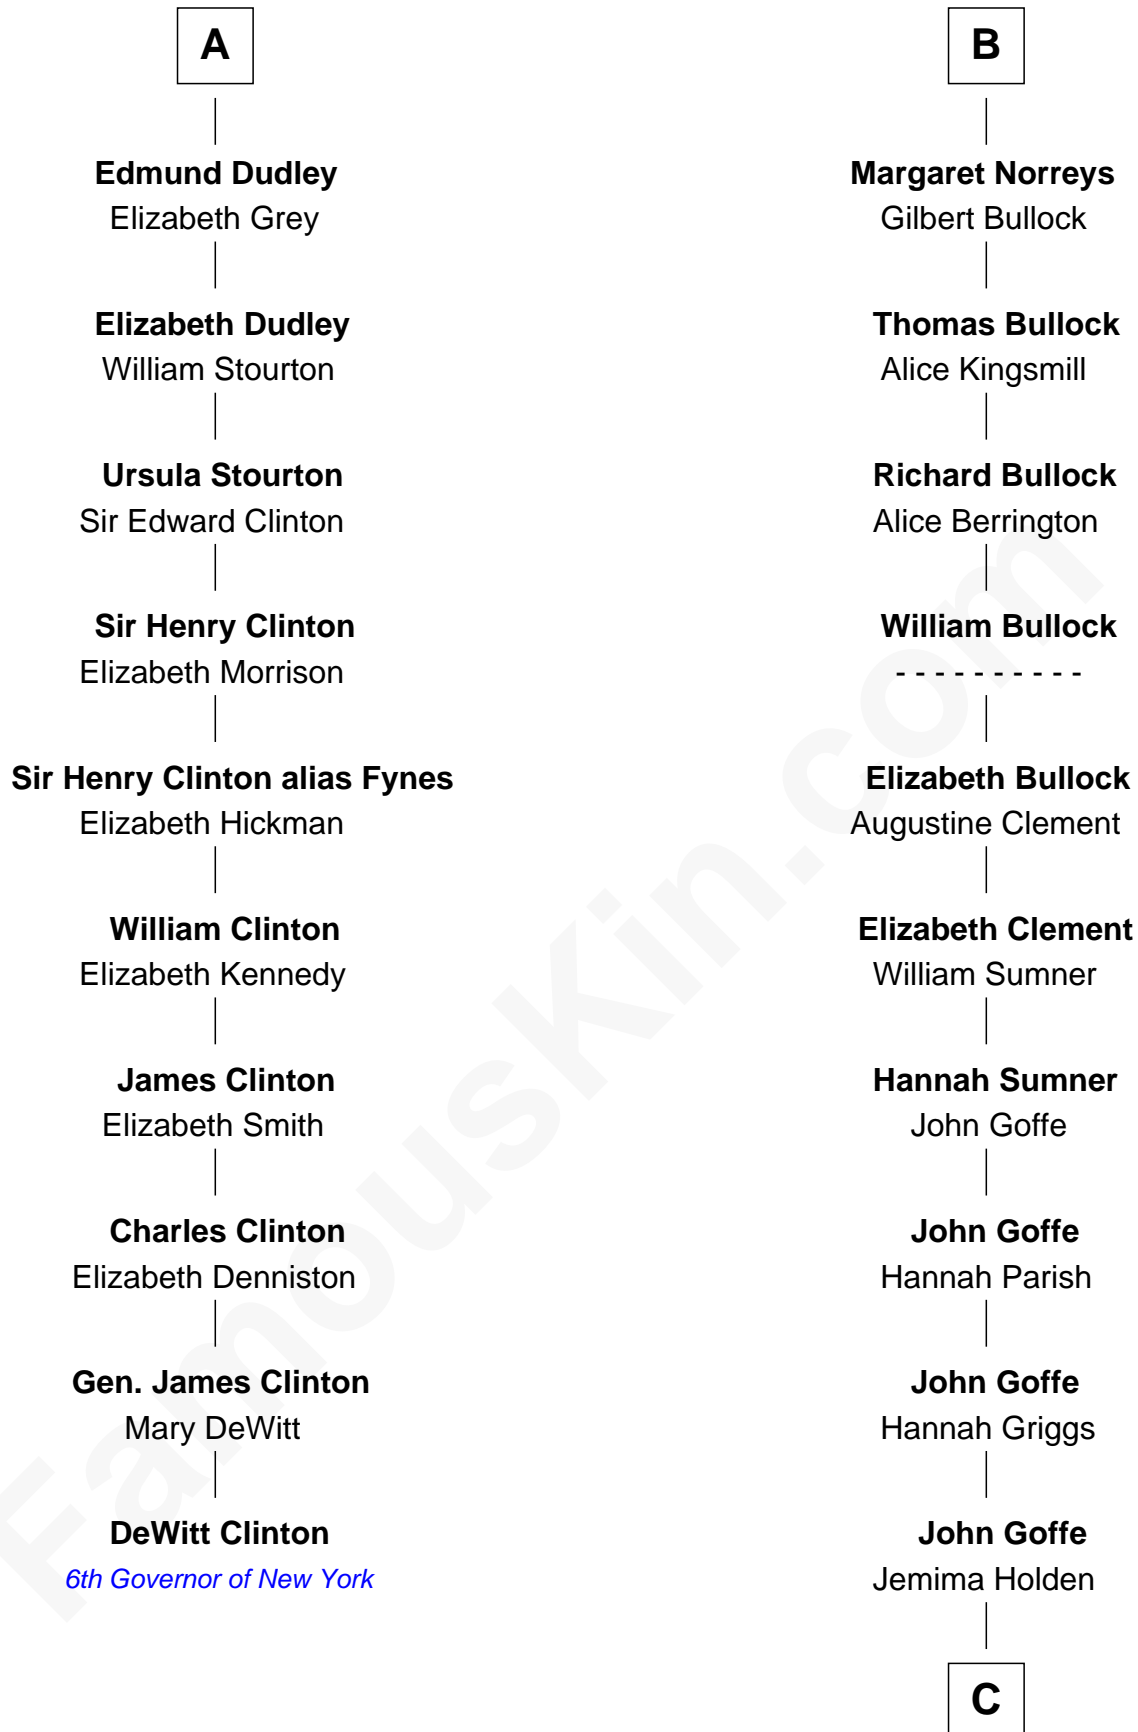 A
Edmund Dudley
Elizabeth Grey
Elizabeth Dudley
William Stourton
Ursula Stourton
Sir Edward Clinton
Sir Henry Clinton
Elizabeth Morrison
Sir Henry Clinton alias Fynes
Elizabeth Hickman
William Clinton
Elizabeth Kennedy
James Clinton
Elizabeth Smith
Charles Clinton
Elizabeth Denniston
Gen. James Clinton
Mary DeWitt
DeWitt Clinton
6th Governor of New York
B
Margaret Norreys
Gilbert Bullock
Thomas Bullock
Alice Kingsmill
Richard Bullock
Alice Berrington
William Bullock
- - - - - - - - - -
Elizabeth Bullock
Augustine Clement
Elizabeth Clement
William Sumner
Hannah Sumner
John Goffe
John Goffe
Hannah Parish
John Goffe
Hannah Griggs
John Goffe
Jemima Holden
C
FamousKin.com